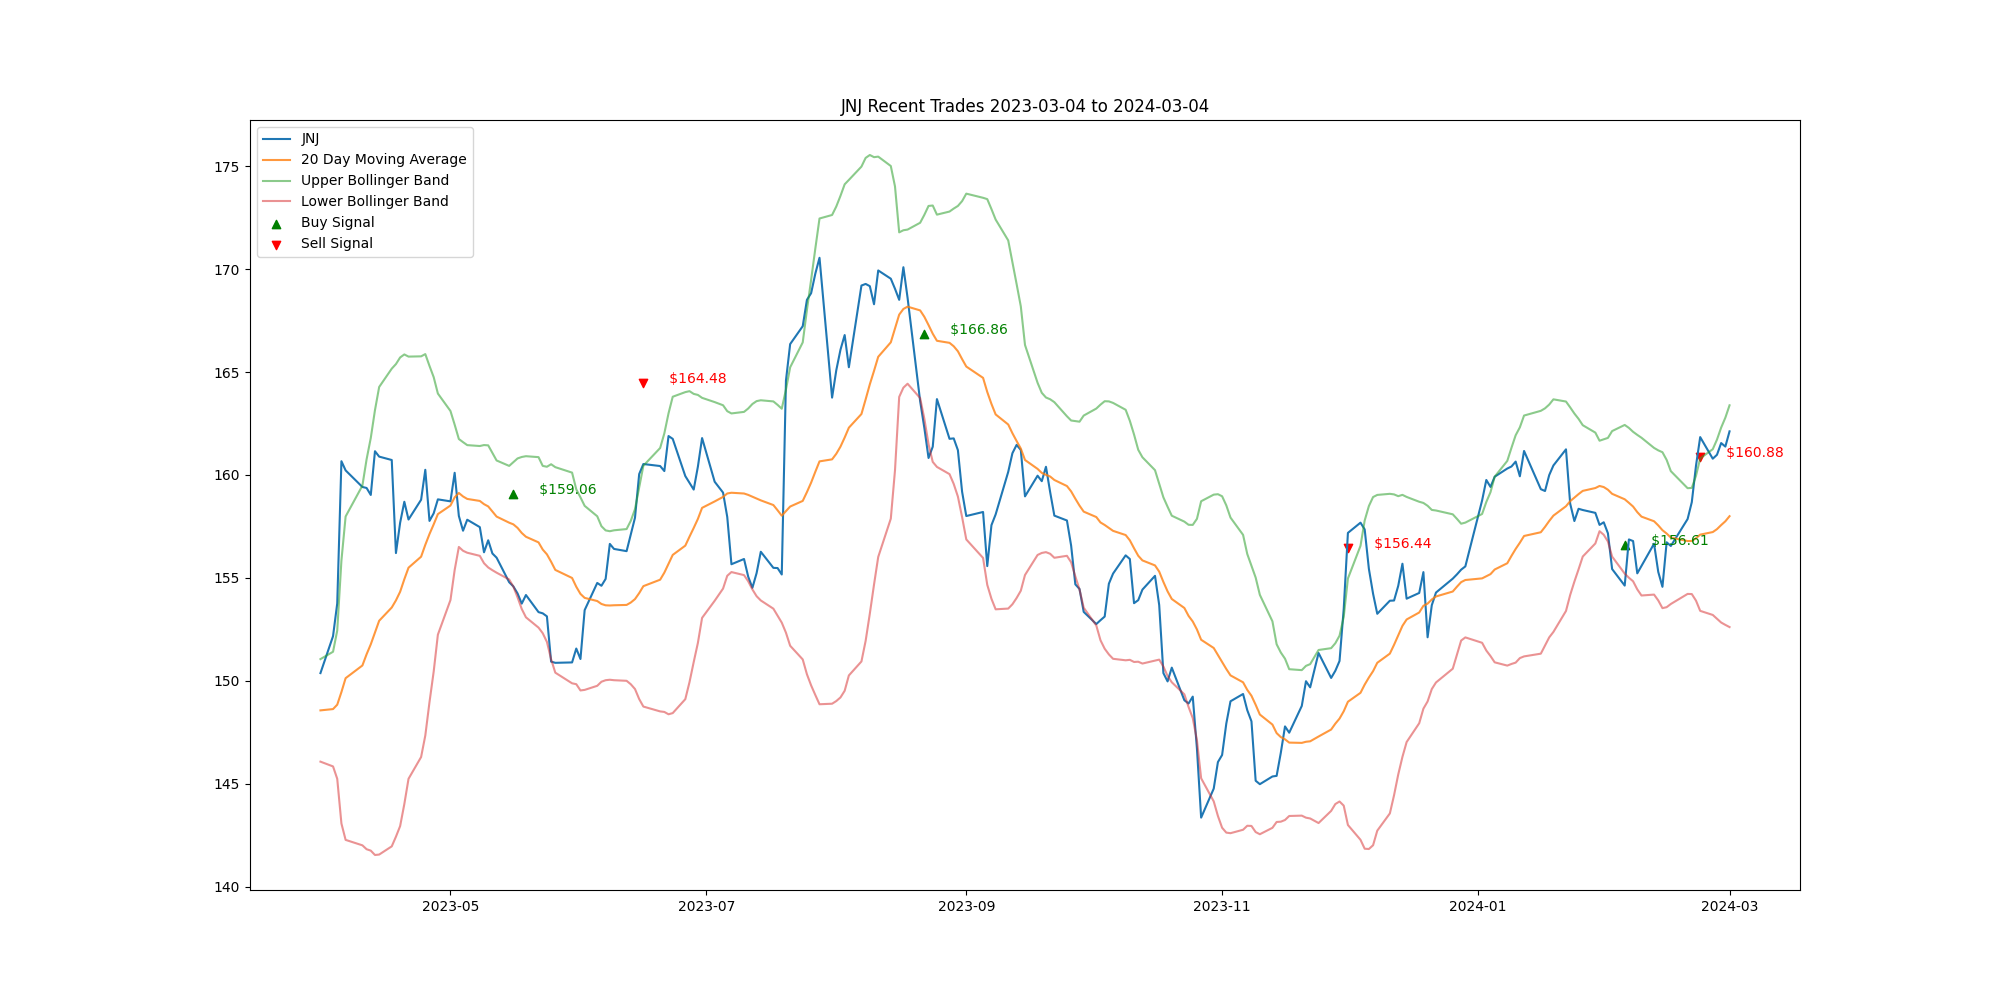 JNJ Recent Trades 2023-03-04 to 2024-03-04
JNJ
20 Day Moving Average
Upper Bollinger Band
Lower Bollinger Band
Buy Signal
Sell Signal
175
170
165
160
155
150
145
140
$159.06
$164.48
$166.86
$156.44
$156.61
$160.88
2023-05
2023-07
2023-09
2023-11
2024-01
2024-03